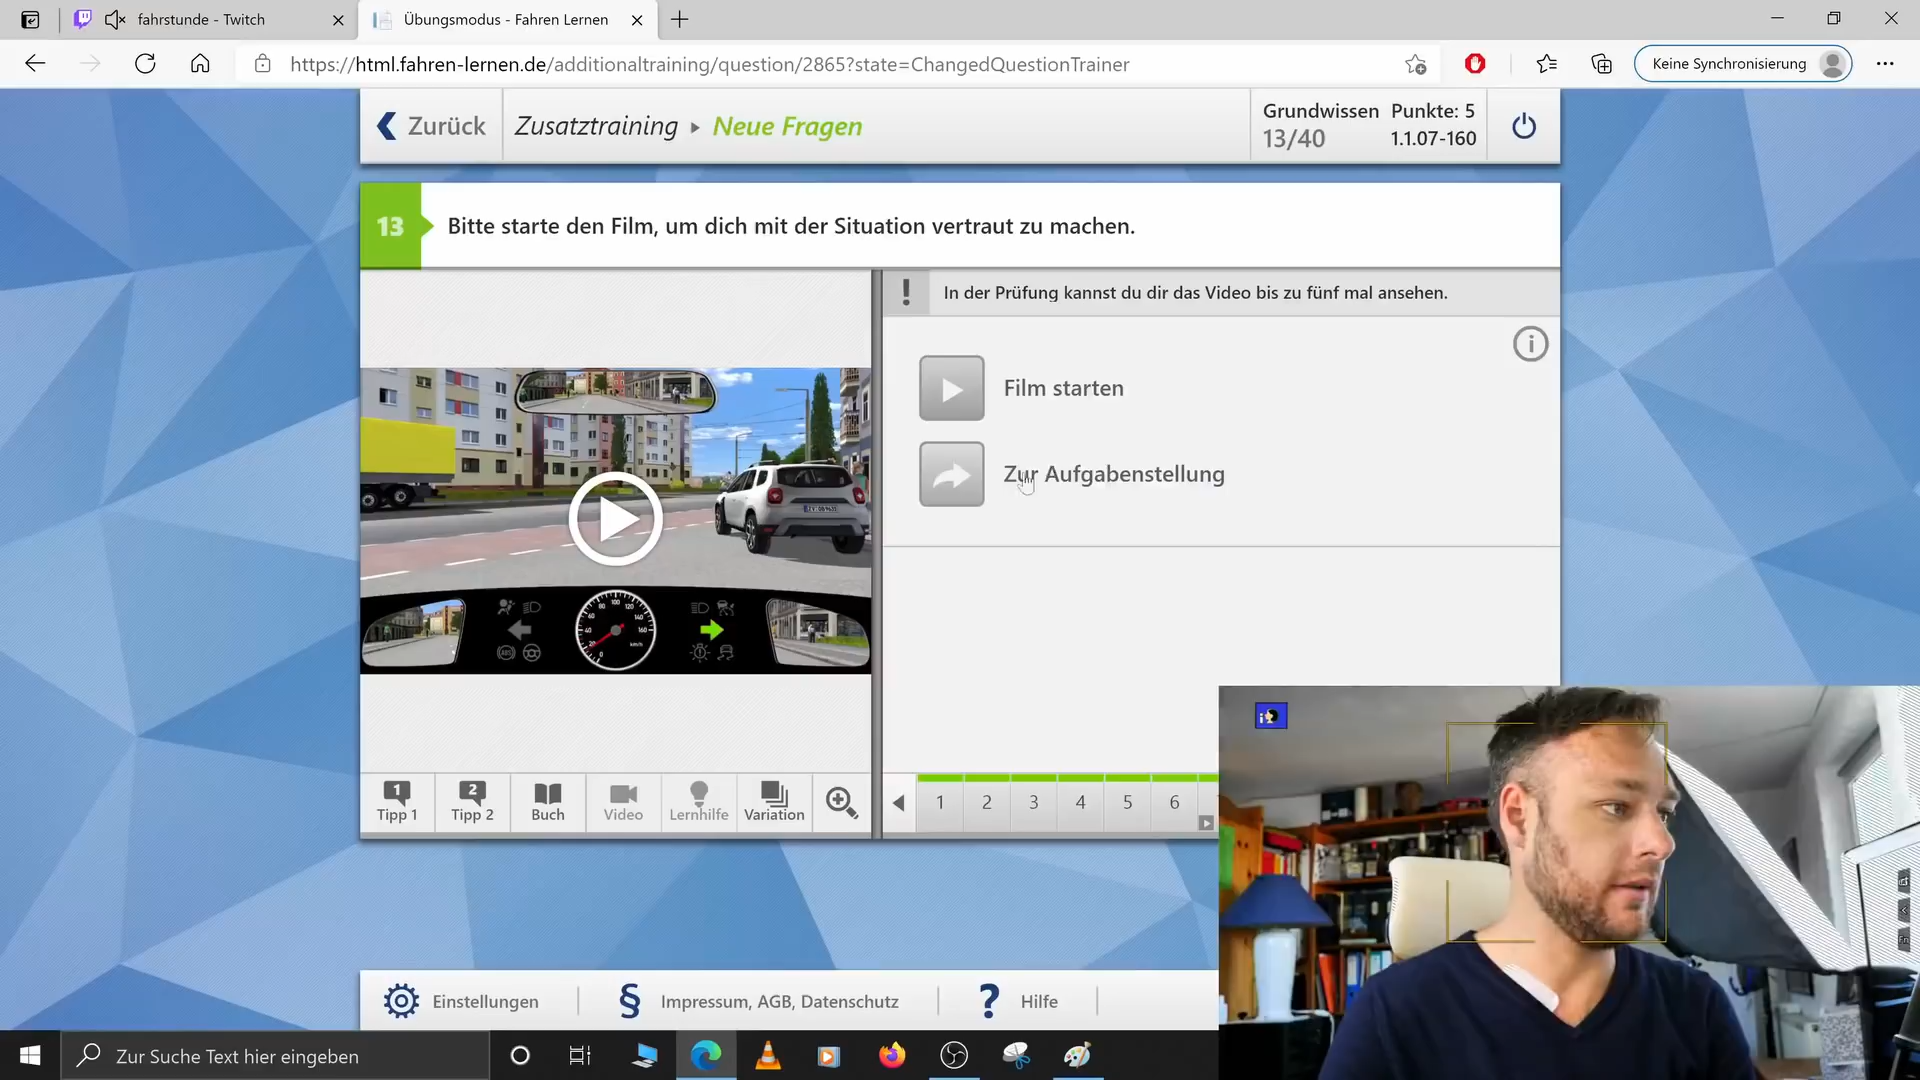 fahrstunde - Twitch
Übungsmodus - Fahren Lernen
https://html.fahren-lernen.de/additionaltraining/question/2865?state=ChangedQuestionTrainer
Keine Synchronisierung
Zurück
Zusatztraining ▸ Neue Fragen
Grundwissen Punkte: 5
13/40 1.1.07-160
13
Bitte starte den Film, um dich mit der Situation vertraut zu machen.
! In der Prüfung kannst du dir das Video bis zu fünf mal ansehen.
i
Film starten
Zur Aufgabenstellung
1 2
Tipp 1 Tipp 2 Buch Video Lernhilfe Variation
1 2 3 4 5 6
Einstellungen
§ Impressum, AGB, Datenschutz
? Hilfe
Zur Suche Text hier eingeben